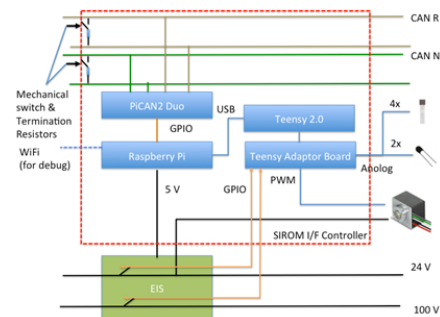 CAN R
CAN N
Mechanical
switch &
Termination
Resistors
PiCAN2 Duo
USB
4x
GPIO
Teensy 2.0
WiFi
(for debug)
Raspberry Pi
Teensy Adaptor Board
2x
Analog
5 V
GPIO
PWM
SIROM I/F Controller
24 V
EIS
100 V